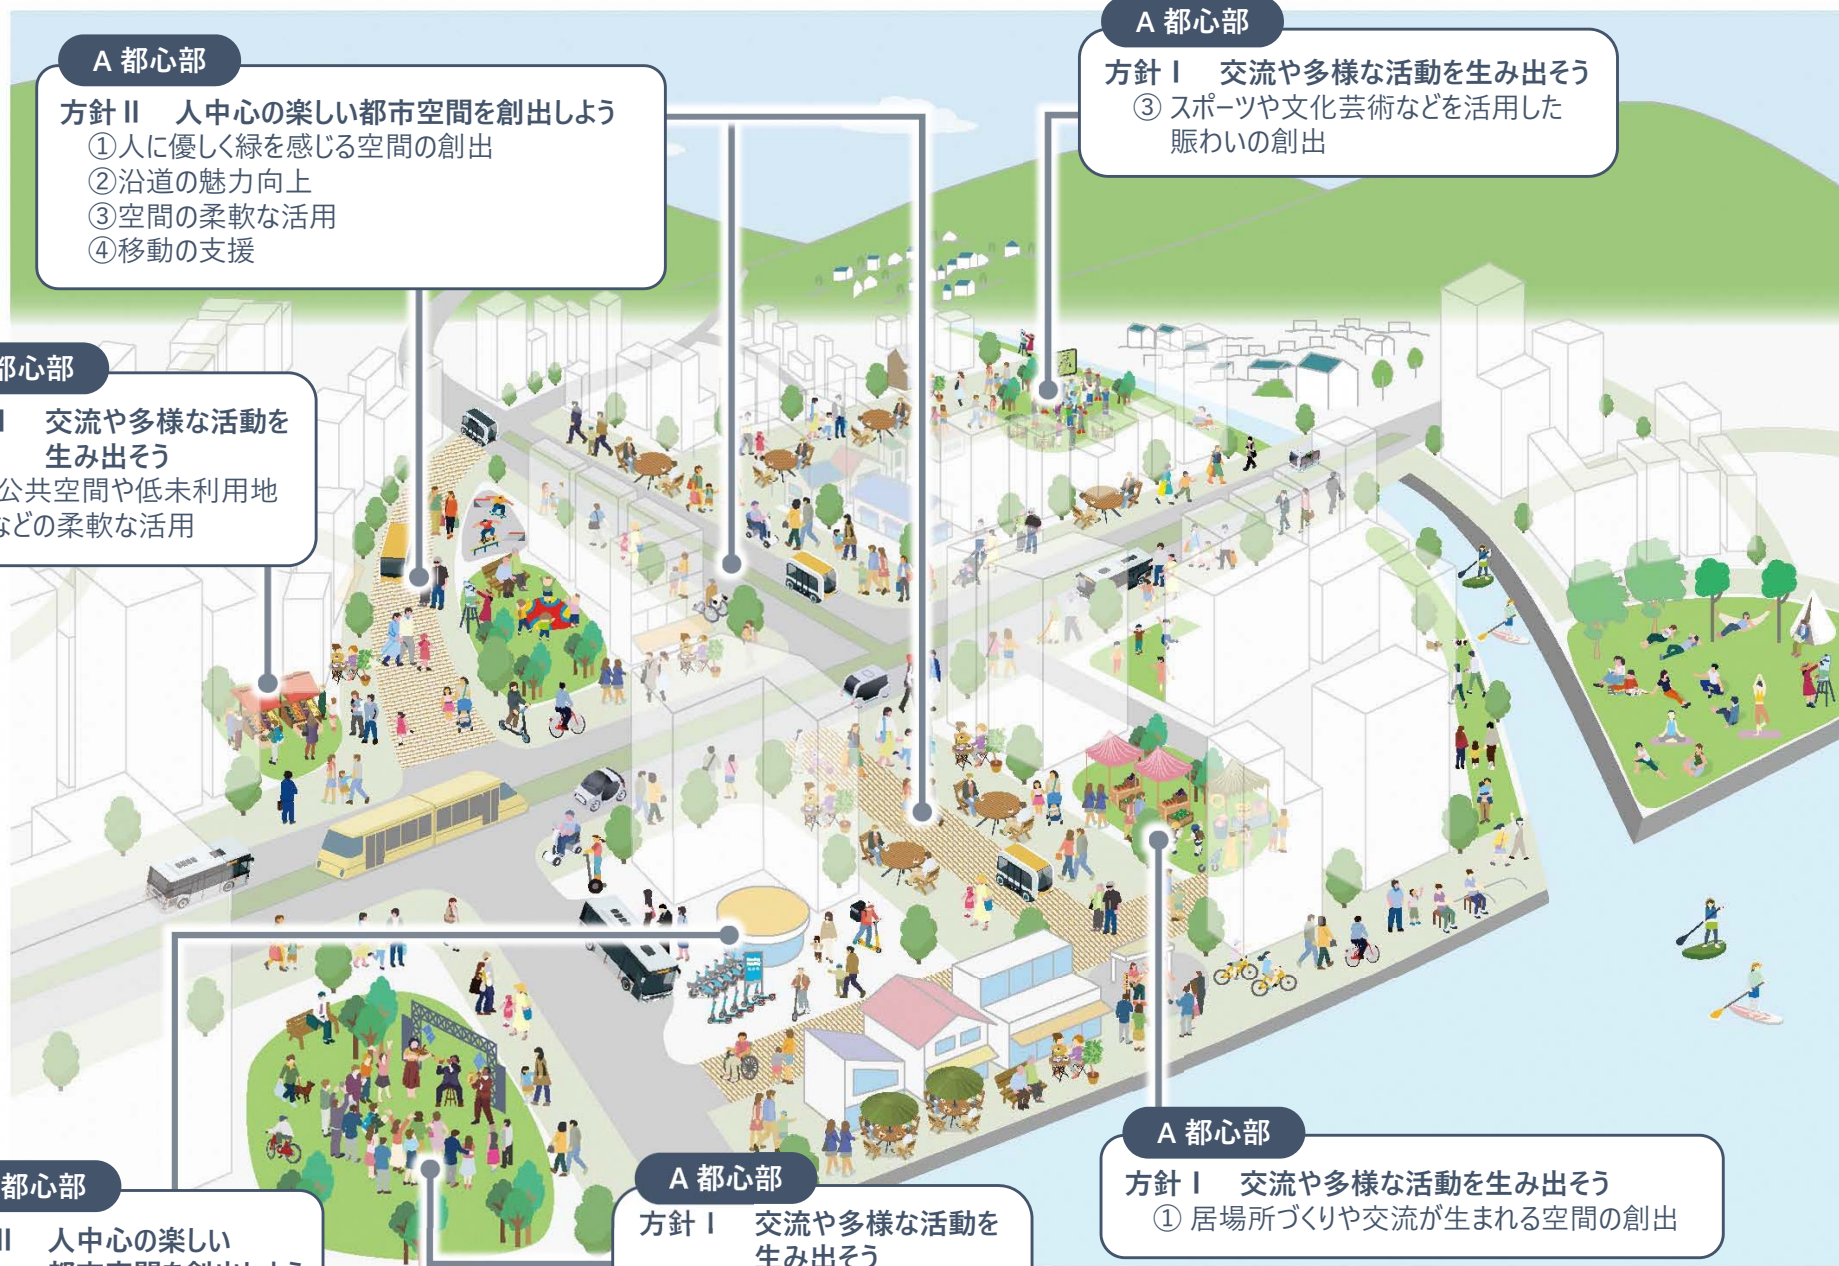 A 都心部
方針Ⅱ 人中心の楽しい都市空間を創出しよう
①人に優しく緑を感じる空間の創出
②沿道の魅力向上
③空間の柔軟な活用
④移動の支援
A 都心部
方針Ⅰ 交流や多様な活動を生み出そう
③ スポーツや文化芸術などを活用した
賑わいの創出
都心部
Ⅰ 交流や多様な活動を
生み出そう
公共空間や低未利用地
などの柔軟な活用
都心部
Ⅱ 人中心の楽しい
都市空間を創出しよう
A 都心部
方針Ⅰ 交流や多様な活動を
生み出そう
A 都心部
方針Ⅰ 交流や多様な活動を生み出そう
① 居場所づくりや交流が生まれる空間の創出